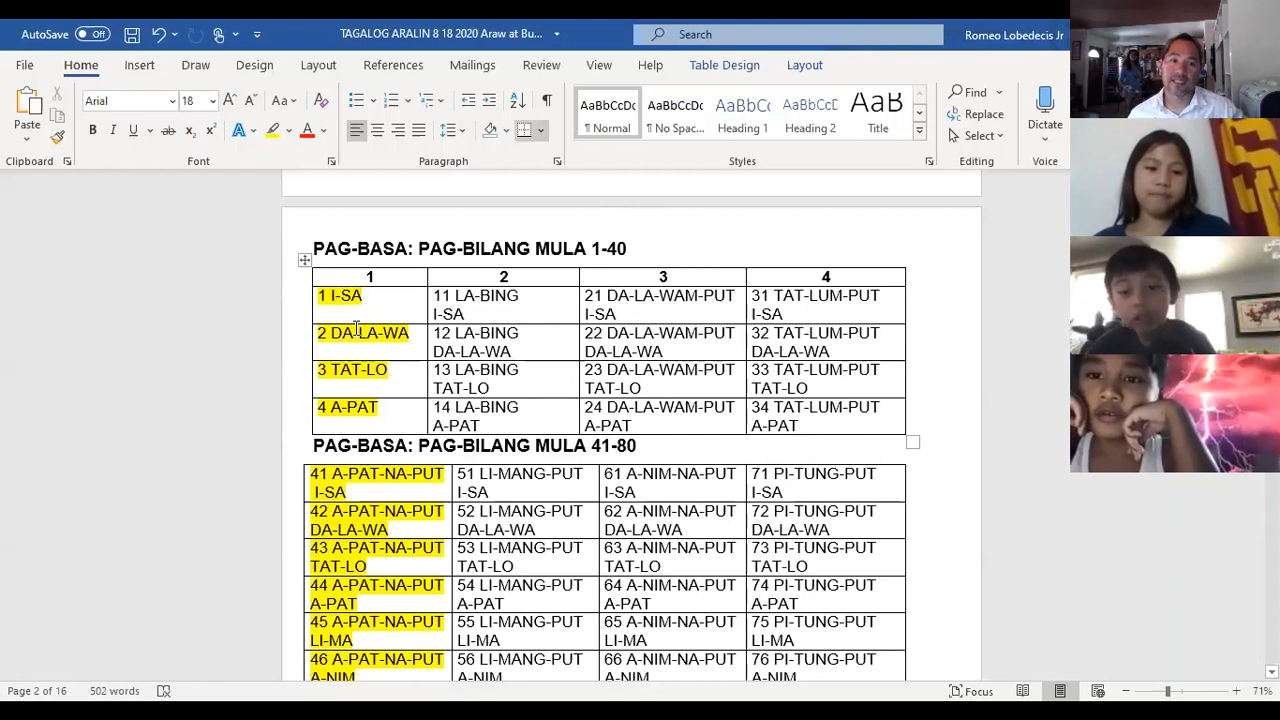 AutoSave Off TAGALOG ARALIN 8 18 2020 Araw at Bu... Search Romeo Lobedecis Jr
File Home Insert Draw Design Layout References Mailings Review View Help Table Design Layout
Paste Arial 18 Aa AaBbCcDc AaBbCcDc AaBbCcD AaBbCcD AaB Find Dictate
Replace
B I U ab x2 x2 A A ¶ Normal ¶ No Spac... Heading 1 Heading 2 Title Select
Clipboard Font Paragraph Styles Editing Voice
PAG-BASA: PAG-BILANG MULA 1-40
1 2 3 4
1 I-SA 11 LA-BING 21 DA-LA-WAM-PUT 31 TAT-LUM-PUT
I-SA I-SA I-SA
2 DA-LA-WA 12 LA-BING 22 DA-LA-WAM-PUT 32 TAT-LUM-PUT
DA-LA-WA DA-LA-WA DA-LA-WA
3 TAT-LO 13 LA-BING 23 DA-LA-WAM-PUT 33 TAT-LUM-PUT
TAT-LO TAT-LO TAT-LO
4 A-PAT 14 LA-BING 24 DA-LA-WAM-PUT 34 TAT-LUM-PUT
A-PAT A-PAT A-PAT
PAG-BASA: PAG-BILANG MULA 41-80
41 A-PAT-NA-PUT 51 LI-MANG-PUT 61 A-NIM-NA-PUT 71 PI-TUNG-PUT
I-SA I-SA I-SA I-SA
42 A-PAT-NA-PUT 52 LI-MANG-PUT 62 A-NIM-NA-PUT 72 PI-TUNG-PUT
DA-LA-WA DA-LA-WA DA-LA-WA DA-LA-WA
43 A-PAT-NA-PUT 53 LI-MANG-PUT 63 A-NIM-NA-PUT 73 PI-TUNG-PUT
TAT-LO TAT-LO TAT-LO TAT-LO
44 A-PAT-NA-PUT 54 LI-MANG-PUT 64 A-NIM-NA-PUT 74 PI-TUNG-PUT
A-PAT A-PAT A-PAT A-PAT
45 A-PAT-NA-PUT 55 LI-MANG-PUT 65 A-NIM-NA-PUT 75 PI-TUNG-PUT
LI-MA LI-MA LI-MA LI-MA
46 A-PAT-NA-PUT 56 LI-MANG-PUT 66 A-NIM-NA-PUT 76 PI-TUNG-PUT
A-NIM A-NIM A-NIM A-NIM
Page 2 of 16 502 words Focus 71%